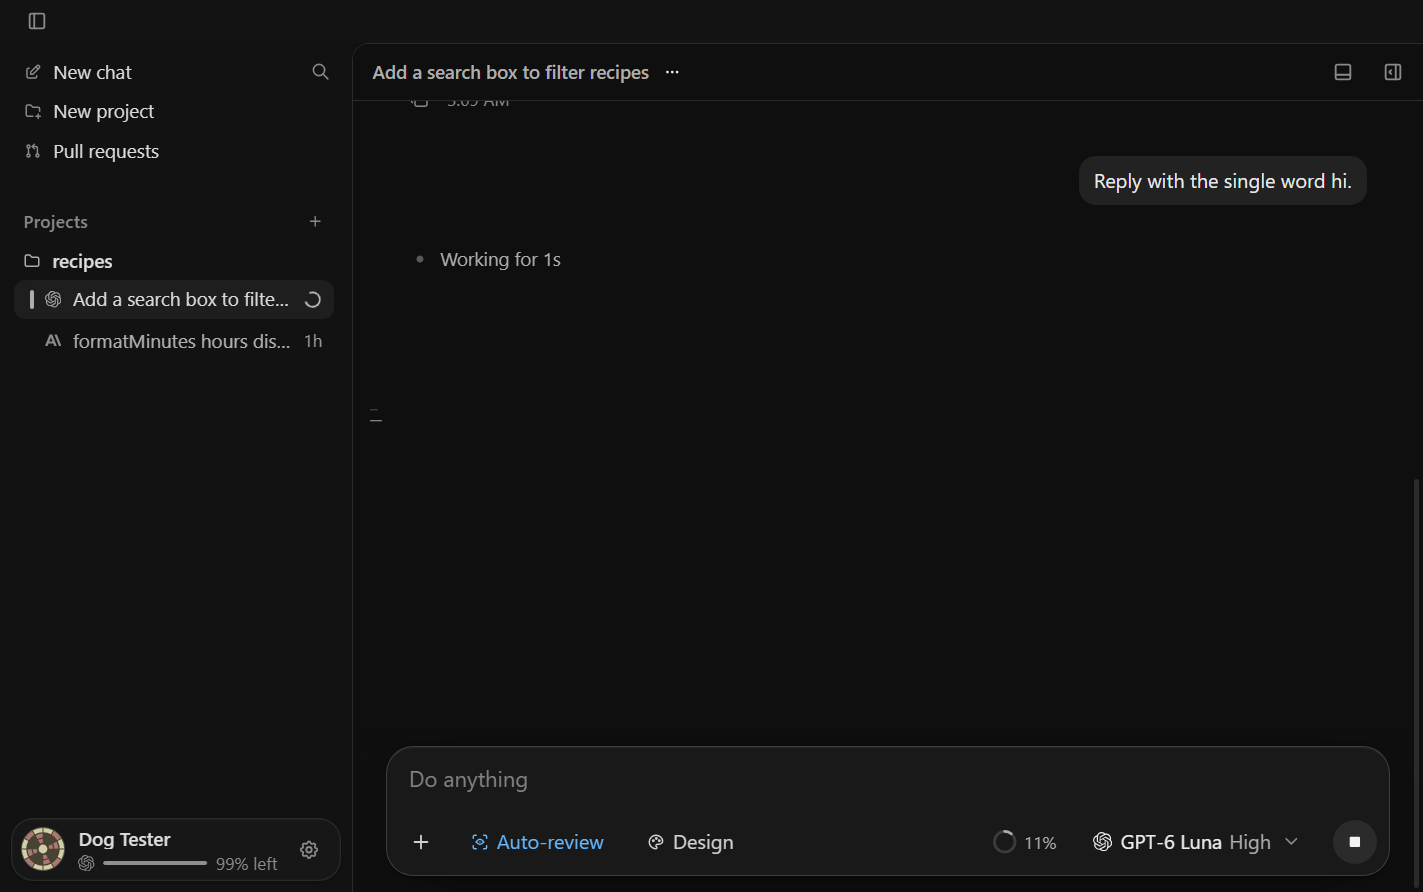 New chat
New project
Pull requests
Projects
recipes
Add a search box to filte...
formatMinutes hours dis... 1h
Dog Tester
99% left
Add a search box to filter recipes
Reply with the single word hi.
Working for 1s
Do anything
Auto-review
Design
11%
GPT-6 Luna High